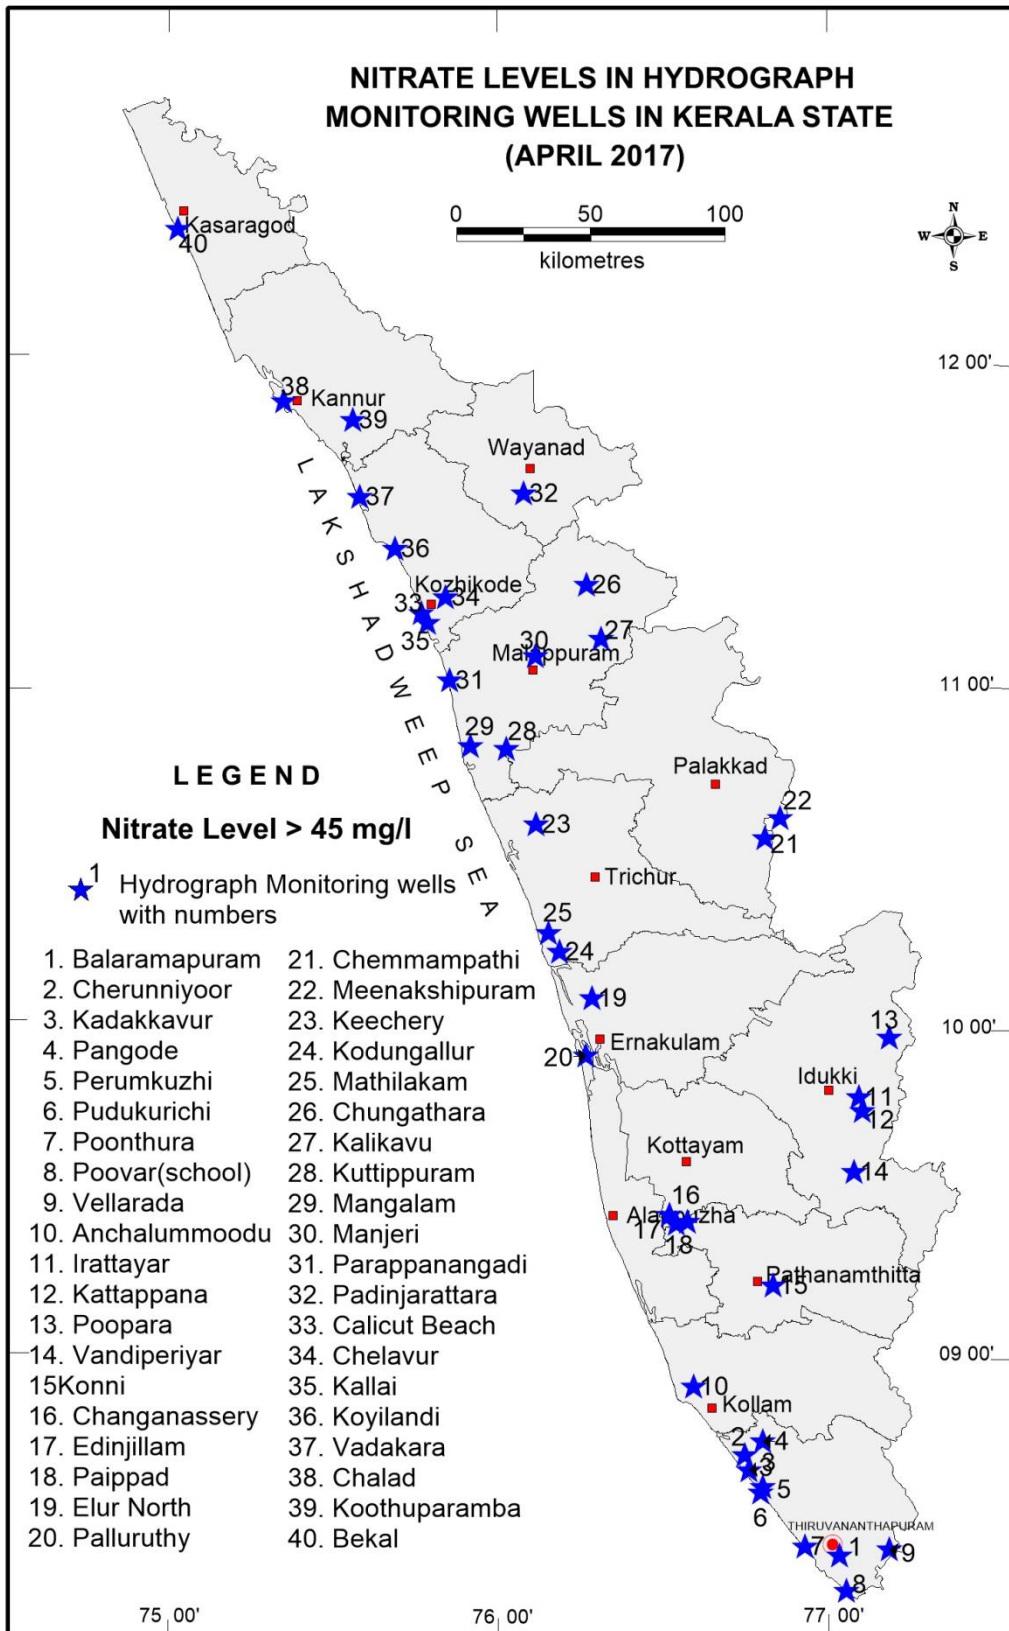 NITRATE LEVELS IN HYDROGRAPH
MONITORING WELLS IN KERALA STATE
(APRIL 2017)
0 50 100
kilometres
N
W E
S
Kasaragod
40
12 00'
38 Kannur
39
Wayanad
32
37
36
26
Kozhikode
33 34
35
27
30
Malappuram
11 00'
31
29 28
LAKSHADWEEP SEA
Palakkad
22
21
23
Trichur
25
24
19
Ernakulam
20
10 00'
13
Idukki
11
12
Kottayam
14
16
Alappuzha
17
18
Pathanamthitta
15
09 00'
10
Kollam
2 4
3
5
6
THIRUVANANTHAPURAM
7 1 9
8
LEGEND
Nitrate Level > 45 mg/l
1
Hydrograph Monitoring wells
with numbers
1. Balaramapuram
2. Cherunniyoor
3. Kadakkavur
4. Pangode
5. Perumkuzhi
6. Pudukurichi
7. Poonthura
8. Poovar(school)
9. Vellarada
10. Anchalummoodu
11. Irattayar
12. Kattappana
13. Poopara
14. Vandiperiyar
15Konni
16. Changanassery
17. Edinjillam
18. Paippad
19. Elur North
20. Palluruthy
21. Chemmampathi
22. Meenakshipuram
23. Keechery
24. Kodungallur
25. Mathilakam
26. Chungathara
27. Kalikavu
28. Kuttippuram
29. Mangalam
30. Manjeri
31. Parappanangadi
32. Padinjarattara
33. Calicut Beach
34. Chelavur
35. Kallai
36. Koyilandi
37. Vadakara
38. Chalad
39. Koothuparamba
40. Bekal
75 00' 76 00' 77 00'